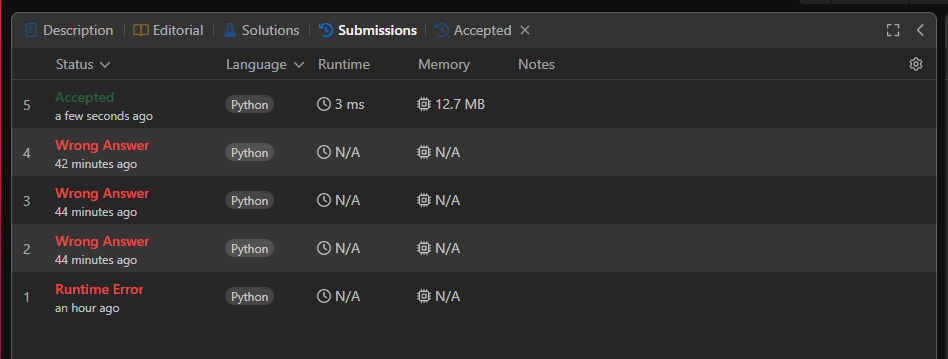 Description Editorial Solutions Submissions Accepted
Status Language Runtime Memory Notes
5 Accepted Python 3 ms 12.7 MB
a few seconds ago
4 Wrong Answer Python N/A N/A
42 minutes ago
3 Wrong Answer Python N/A N/A
44 minutes ago
2 Wrong Answer Python N/A N/A
44 minutes ago
1 Runtime Error Python N/A N/A
an hour ago